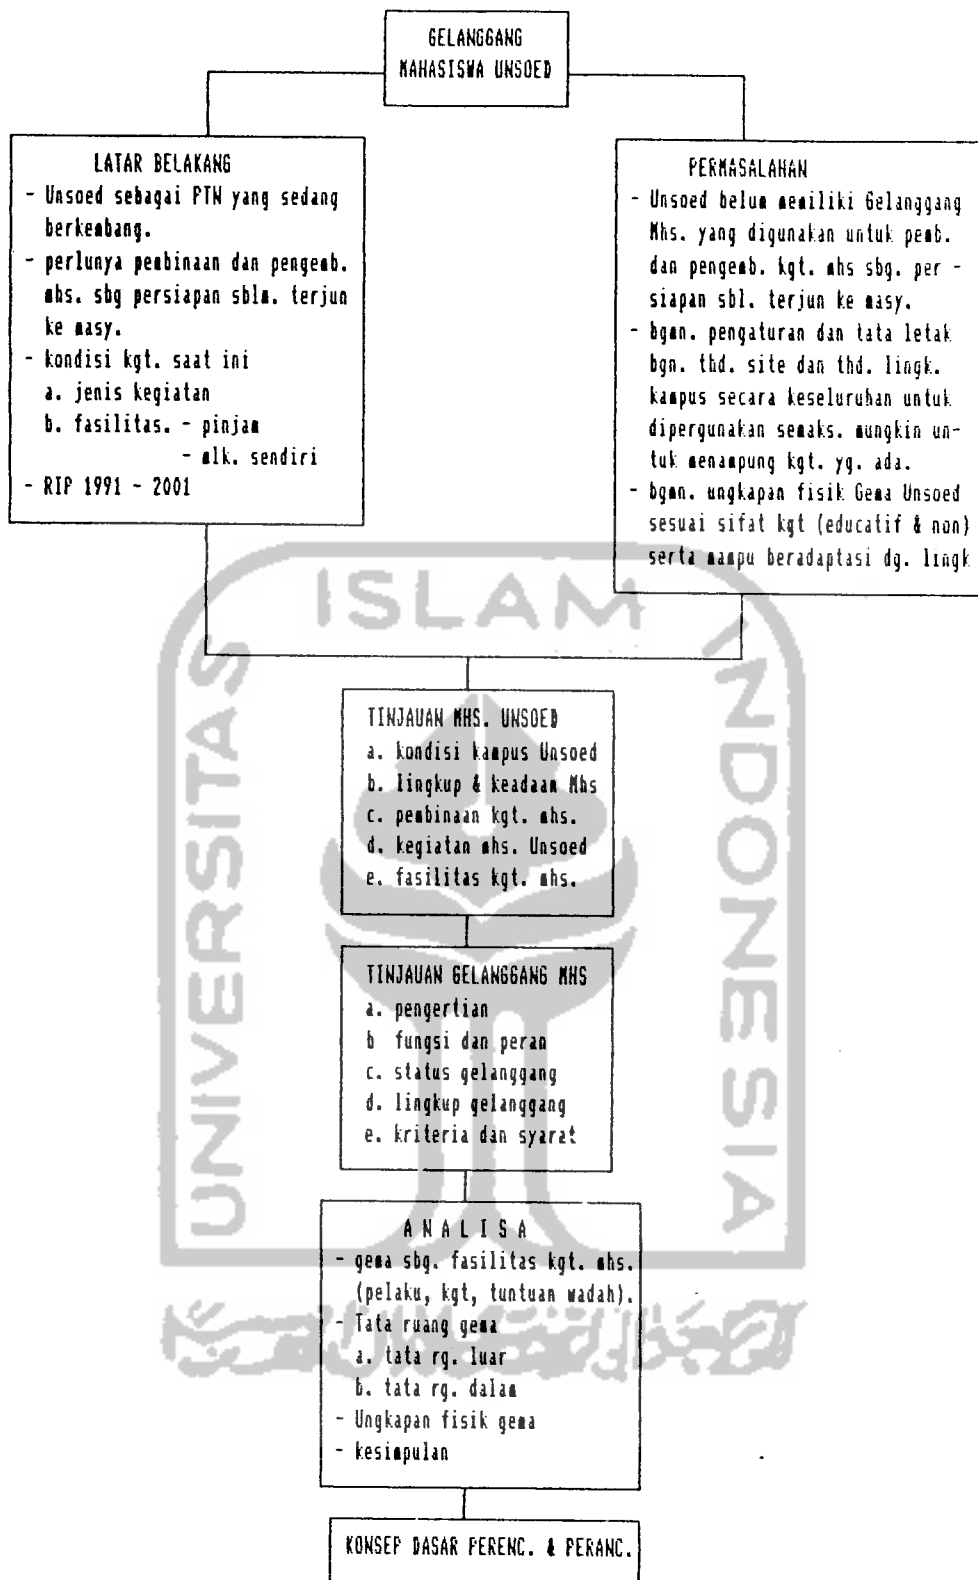 GELANGGANG
MAHASISWA UNSOED
LATAR BELAKANG
- Unsoed sebagai PTN yang sedang
berkembang.
- perlunya pembinaan dan pengemb.
mhs. sbg persiapan sblm. terjun
ke masy.
- kondisi kgt. saat ini
a. jenis kegiatan
b. fasilitas. - pinjam
- mlk. sendiri
- RIP 1991 - 2001
PERMASALAHAN
- Unsoed belum memiliki Gelanggang
Mhs. yang digunakan untuk pemb.
dan pengemb. kgt. mhs sbg. per -
siapan sbl. terjun ke masy.
- bgmn. pengaturan dan tata letak
bgn. thd. site dan thd. lingk.
kampus secara keseluruhan untuk
dipergunakan semaks. mungkin un-
tuk menampung kgt. yg. ada.
- bgmn. ungkapan fisik Gema Unsoed
sesuai sifat kgt (educatif & non)
serta mampu beradaptasi dg. lingk
TINJAUAN MHS. UNSOED
a. kondisi kampus Unsoed
b. lingkup & keadaan Mhs
c. pembinaan kgt. mhs.
d. kegiatan mhs. Unsoed
e. fasilitas kgt. mhs.
TINJAUAN GELANGGANG MHS
a. pengertian
b fungsi dan peran
c. status gelanggang
d. lingkup gelanggang
e. kriteria dan syarat
A N A L I S A
- gema sbg. fasilitas kgt. mhs.
(pelaku, kgt, tuntuan wadah).
- Tata ruang gema
a. tata rg. luar
b. tata rg. dalam
- Ungkapan fisik gema
- kesimpulan
KONSEP DASAR PERENC. & PERANC.
UNIVERSITAS
ISLAM
INDONESIA